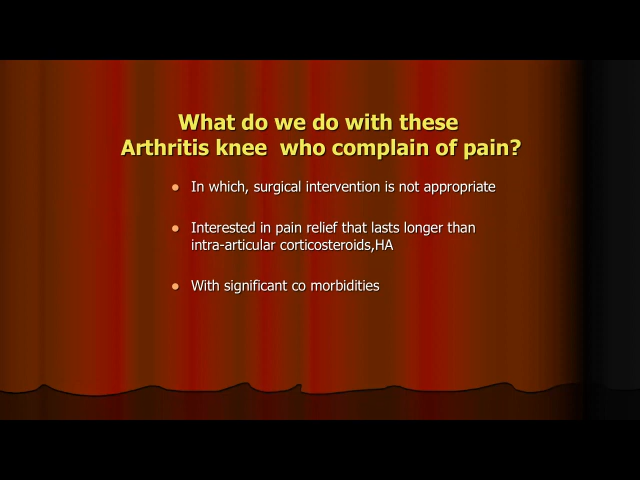 What do we do with these
Arthritis knee  who complain of pain?
In which, surgical intervention is not appropriate
Interested in pain relief that lasts longer than
intra-articular corticosteroids,HA
With significant co morbidities